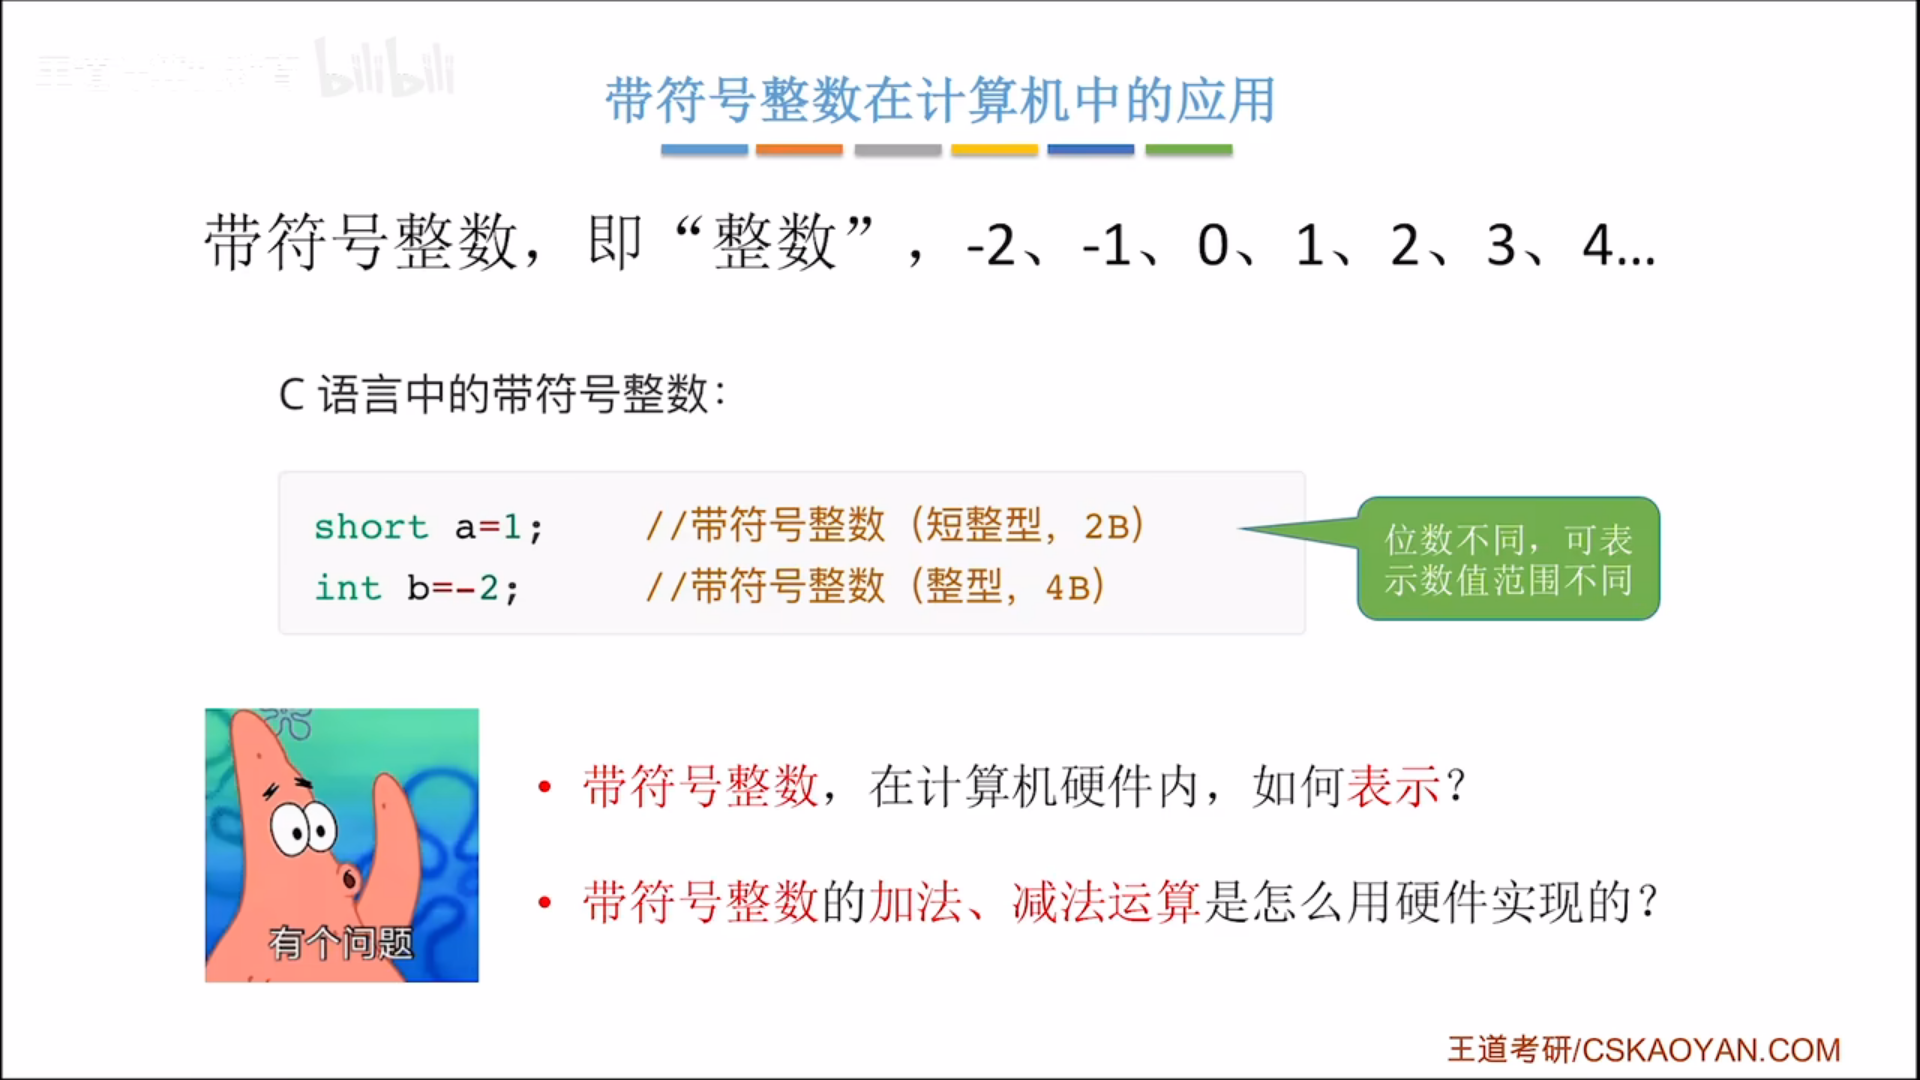 bilibili
带符号整数在计算机中的应用
带符号整数，即“整数”，-2、-1、0、1、2、3、4...
C 语言中的带符号整数：
short a=1; //带符号整数（短整型，2B）
int b=-2; //带符号整数（整型，4B）
位数不同，可表
示数值范围不同
有个问题
• 带符号整数，在计算机硬件内，如何表示？
• 带符号整数的加法、减法运算是怎么用硬件实现的？
王道考研/CSKAOYAN.COM